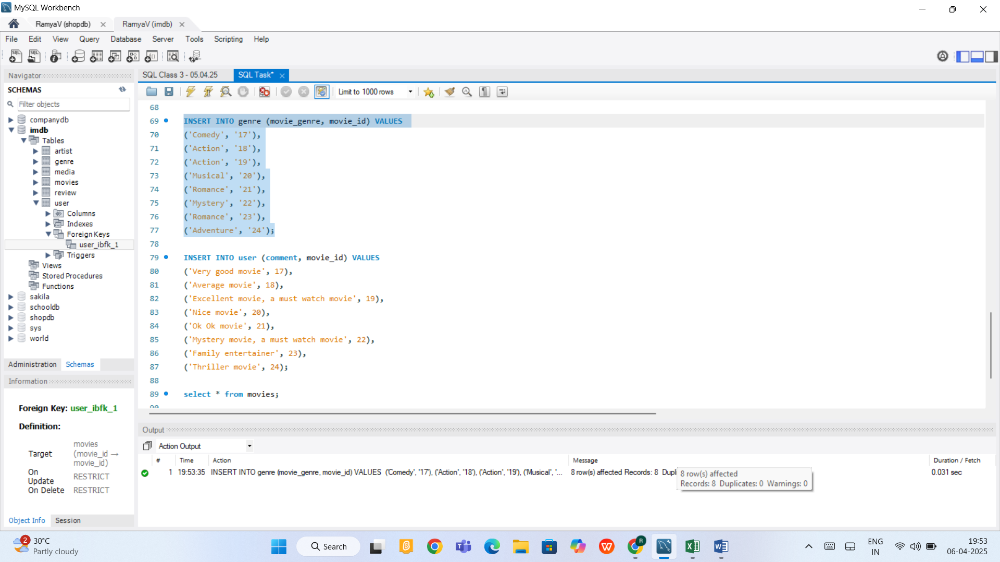 MySQL Workbench
RamyaV (shopdb)
RamyaV (imdb)
File Edit View Query Database Server Tools Scripting Help
Navigator
SCHEMAS
Filter objects
companydb
imdb
Tables
artist
genre
media
movies
review
user
Columns
Indexes
Foreign Keys
user_ibfk_1
Triggers
Views
Stored Procedures
Functions
sakila
schooldb
shopdb
sys
world
Administration Schemas
Information
Foreign Key: user_ibfk_1
Definition:
Target movies (movie_id → movie_id)
On Update RESTRICT
On Delete RESTRICT
Object Info Session
SQL Class 3 - 05.04.25 SQL Task*
Limit to 1000 rows
68
69 INSERT INTO genre (movie_genre, movie_id) VALUES
70 ('Comedy', '17'),
71 ('Action', '18'),
72 ('Action', '19'),
73 ('Musical', '20'),
74 ('Romance', '21'),
75 ('Mystery', '22'),
76 ('Romance', '23'),
77 ('Adventure', '24');
78
79 INSERT INTO user (comment, movie_id) VALUES
80 ('Very good movie', 17),
81 ('Average movie', 18),
82 ('Excellent movie, a must watch movie', 19),
83 ('Nice movie', 20),
84 ('Ok Ok movie', 21),
85 ('Mystery movie, a must watch movie', 22),
86 ('Family entertainer', 23),
87 ('Thriller movie', 24);
88
89 select * from movies;
90
Output
Action Output
# Time Action Message Duration / Fetch
1 19:53:35 INSERT INTO genre (movie_genre, movie_id) VALUES ('Comedy', '17'), ('Action', '18'), ('Action', '19'), ('Musical', '... 8 row(s) affected Records: 8 Dupl 0.031 sec
8 row(s) affected
Records: 8 Duplicates: 0 Warnings: 0
2
30°C
Partly cloudy
Search
R
ENG
IN
19:53
06-04-2025